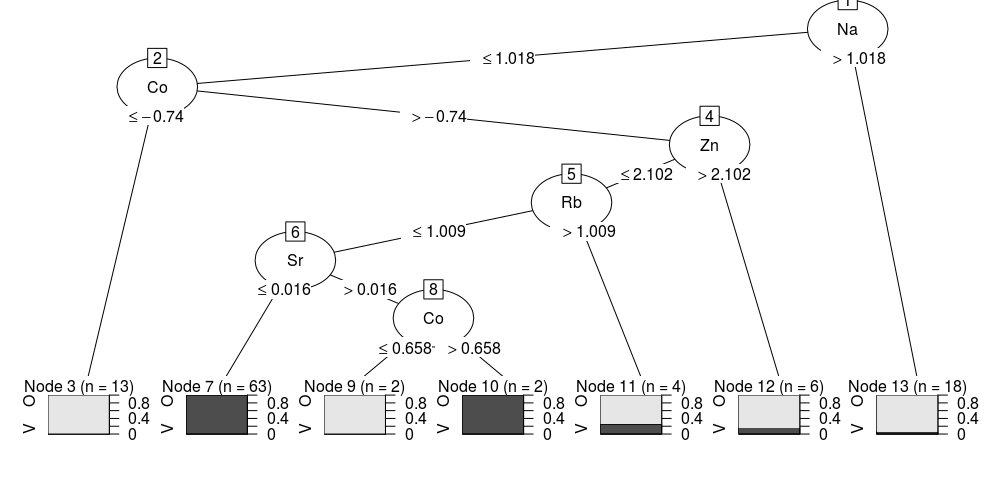 1
Na
≤ 1.018
> 1.018
2
Co
≤ −0.74
> −0.74
4
Zn
≤ 2.102
> 2.102
5
Rb
≤ 1.009
> 1.009
6
Sr
≤ 0.016
> 0.016
8
Co
≤ 0.658
> 0.658
Node 3 (n = 13)
V O
0.8
0.4
0
Node 7 (n = 63)
V O
0.8
0.4
0
Node 9 (n = 2)
V O
0.8
0.4
0
Node 10 (n = 2)
V O
0.8
0.4
0
Node 11 (n = 4)
V O
0.8
0.4
0
Node 12 (n = 6)
V O
0.8
0.4
0
Node 13 (n = 18)
V O
0.8
0.4
0